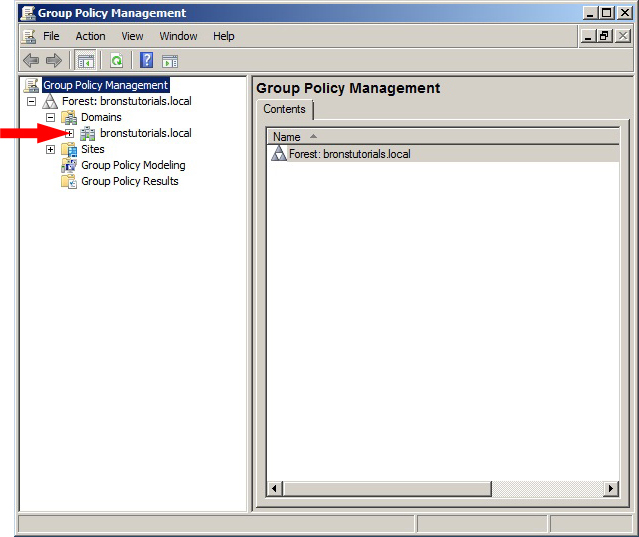 Group Policy Management
File Action View Window Help
Group Policy Management
Forest: bronstutorials.local
Domains
bronstutorials.local
Sites
Group Policy Modeling
Group Policy Results
Group Policy Management
Contents
Name
Forest: bronstutorials.local